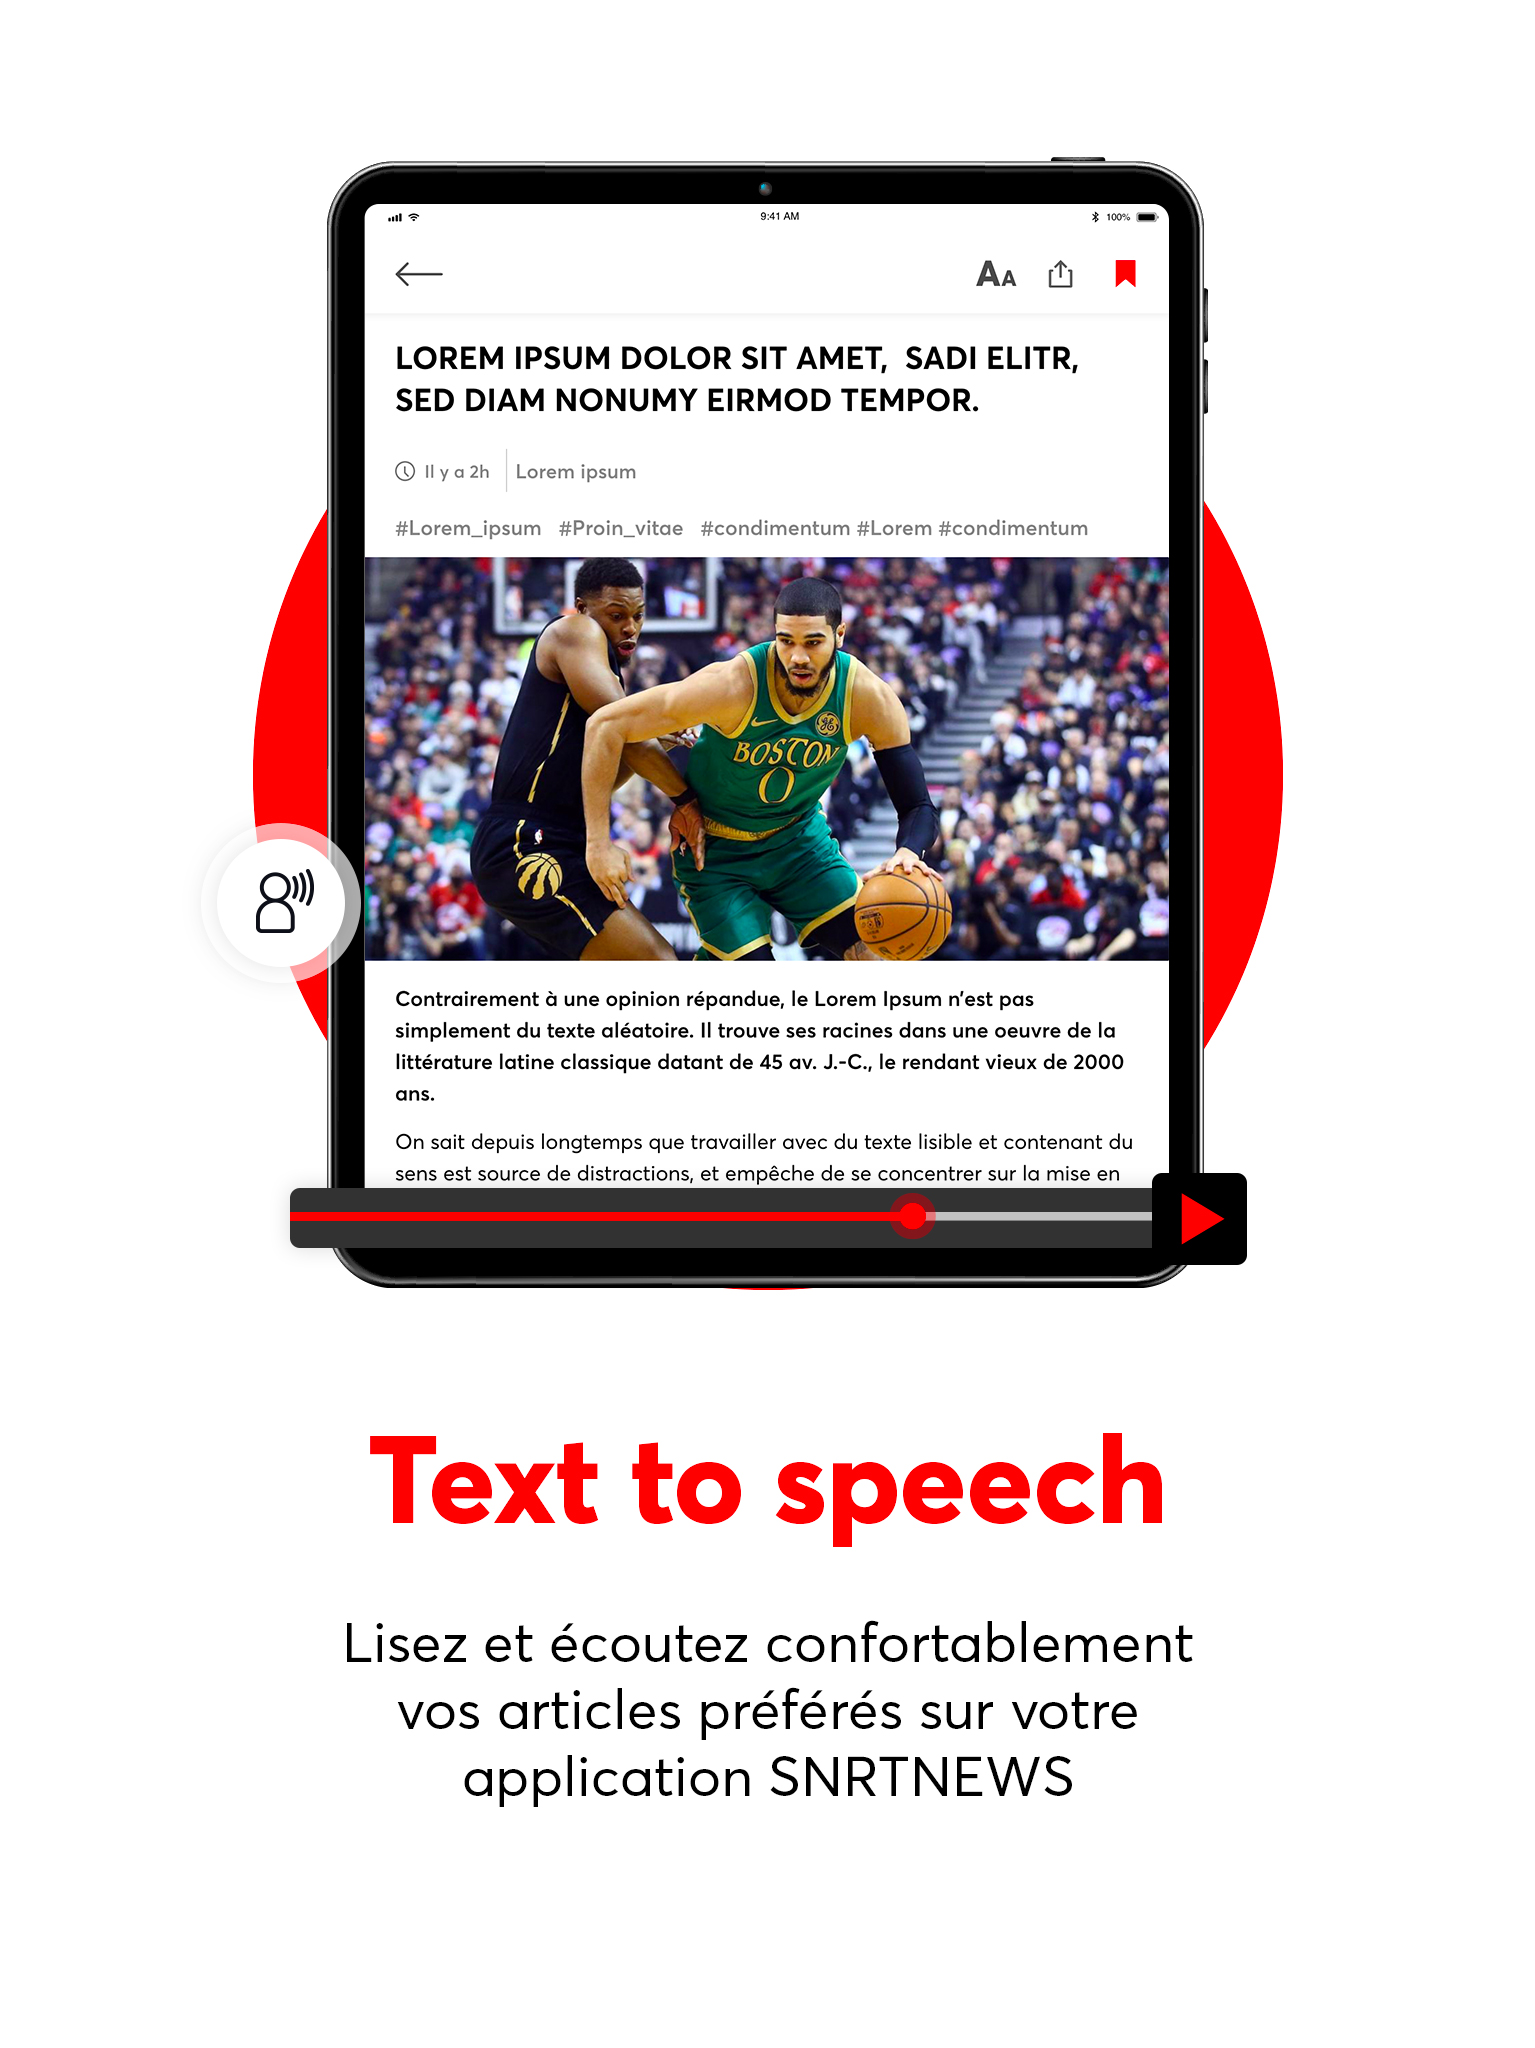 9:41 AM
100%
AA
LOREM IPSUM DOLOR SIT AMET,  SADI ELITR,
SED DIAM NONUMY EIRMOD TEMPOR.
Il y a 2h
Lorem ipsum
#Lorem_ipsum #Proin_vitae #condimentum #Lorem #condimentum
BOSTON
0
Contrairement à une opinion répandue, le Lorem Ipsum n'est pas
simplement du texte aléatoire. Il trouve ses racines dans une oeuvre de la
littérature latine classique datant de 45 av. J.-C., le rendant vieux de 2000
ans.
On sait depuis longtemps que travailler avec du texte lisible et contenant du
sens est source de distractions, et empêche de se concentrer sur la mise en
Text to speech
Lisez et écoutez confortablement
vos articles préférés sur votre
application SNRTNEWS